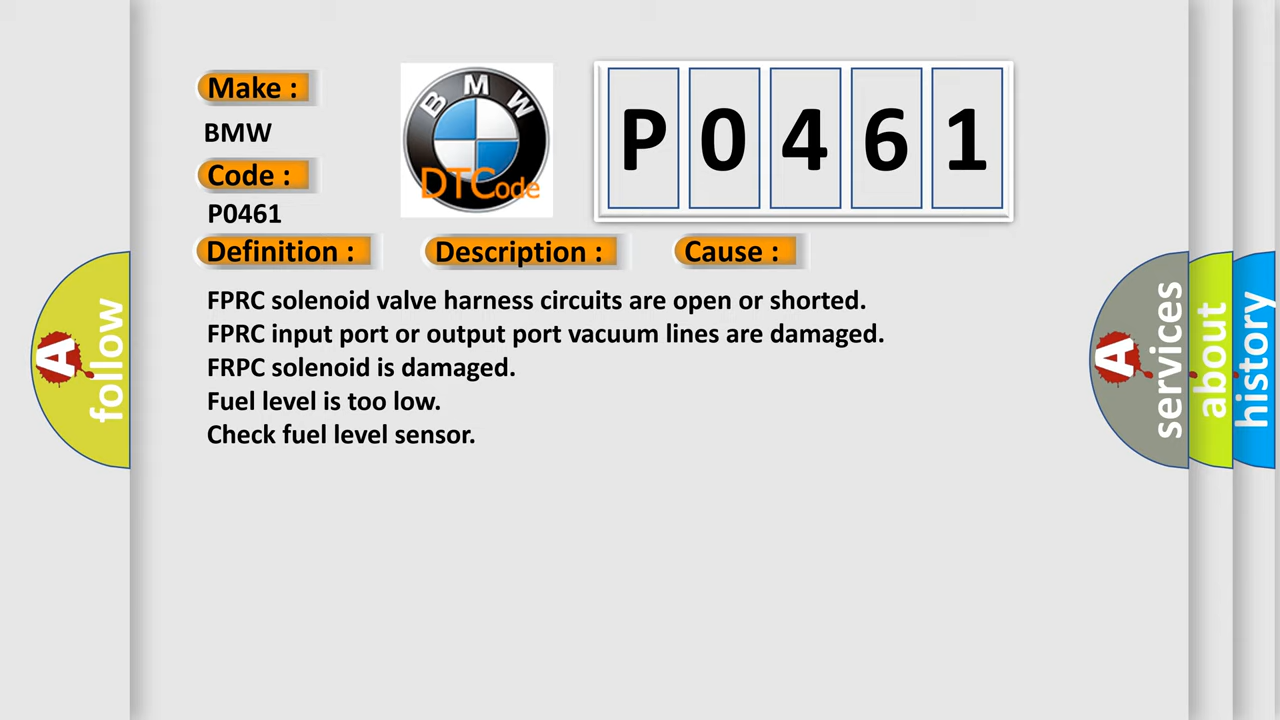 Make :
BMW
Code :
P0461
BMW
DTCode
P0461
Definition :
Description :
Cause :
FPRC solenoid valve harness circuits are open or shorted.
FPRC input port or output port vacuum lines are damaged.
FRPC solenoid is damaged.
Fuel level is too low.
Check fuel level sensor.
A follow
A services
about
history